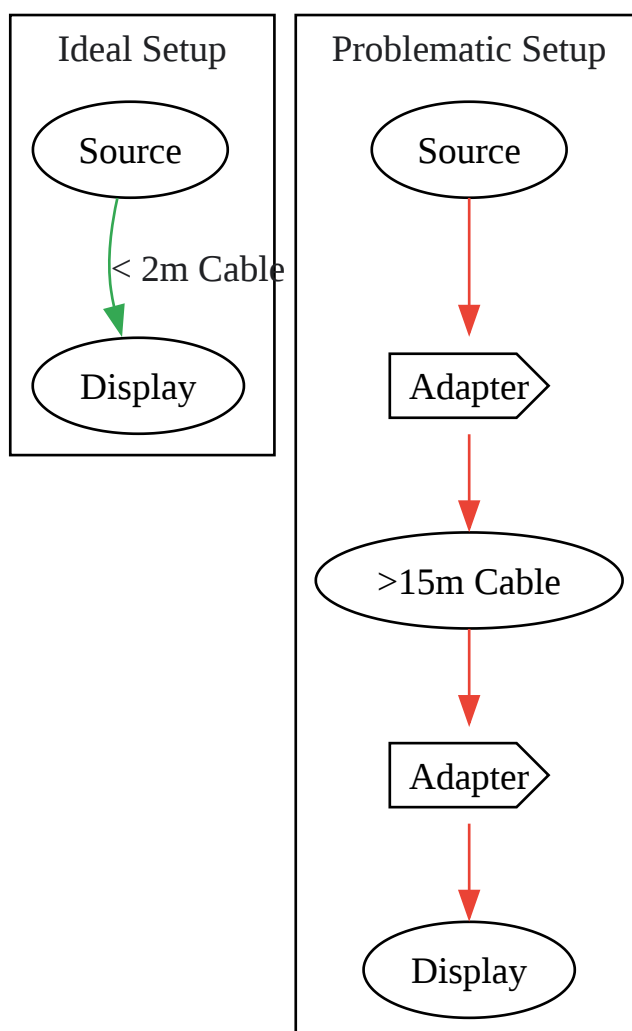 Ideal Setup
Source
< 2m Cable
Display
Problematic Setup
Source
Adapter
>15m Cable
Adapter
Display